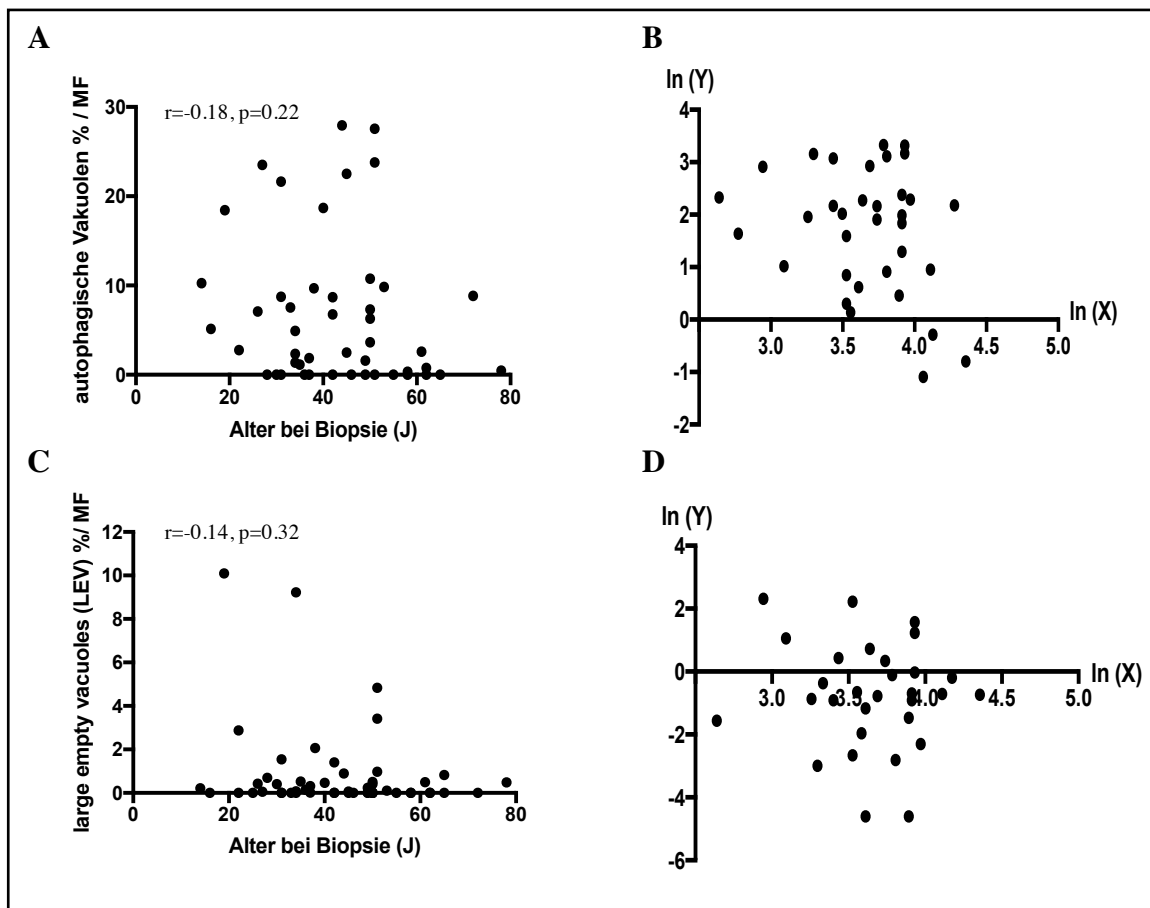 A
r=-0.18, p=0.22
autophagische Vakuolen % / MF
30
20
10
0
0 20 40 60 80
Alter bei Biopsie (J)
B
ln (Y)
4
3
2
1
0
-1
-2
3.0 3.5 4.0 4.5 5.0
ln (X)
C
r=-0.14, p=0.32
large empty vacuoles (LEV) %/ MF
12
10
8
6
4
2
0
0 20 40 60 80
Alter bei Biopsie (J)
D
ln (Y)
4
2
0
-2
-4
-6
3.0 3.5 4.0 4.5 5.0
ln (X)